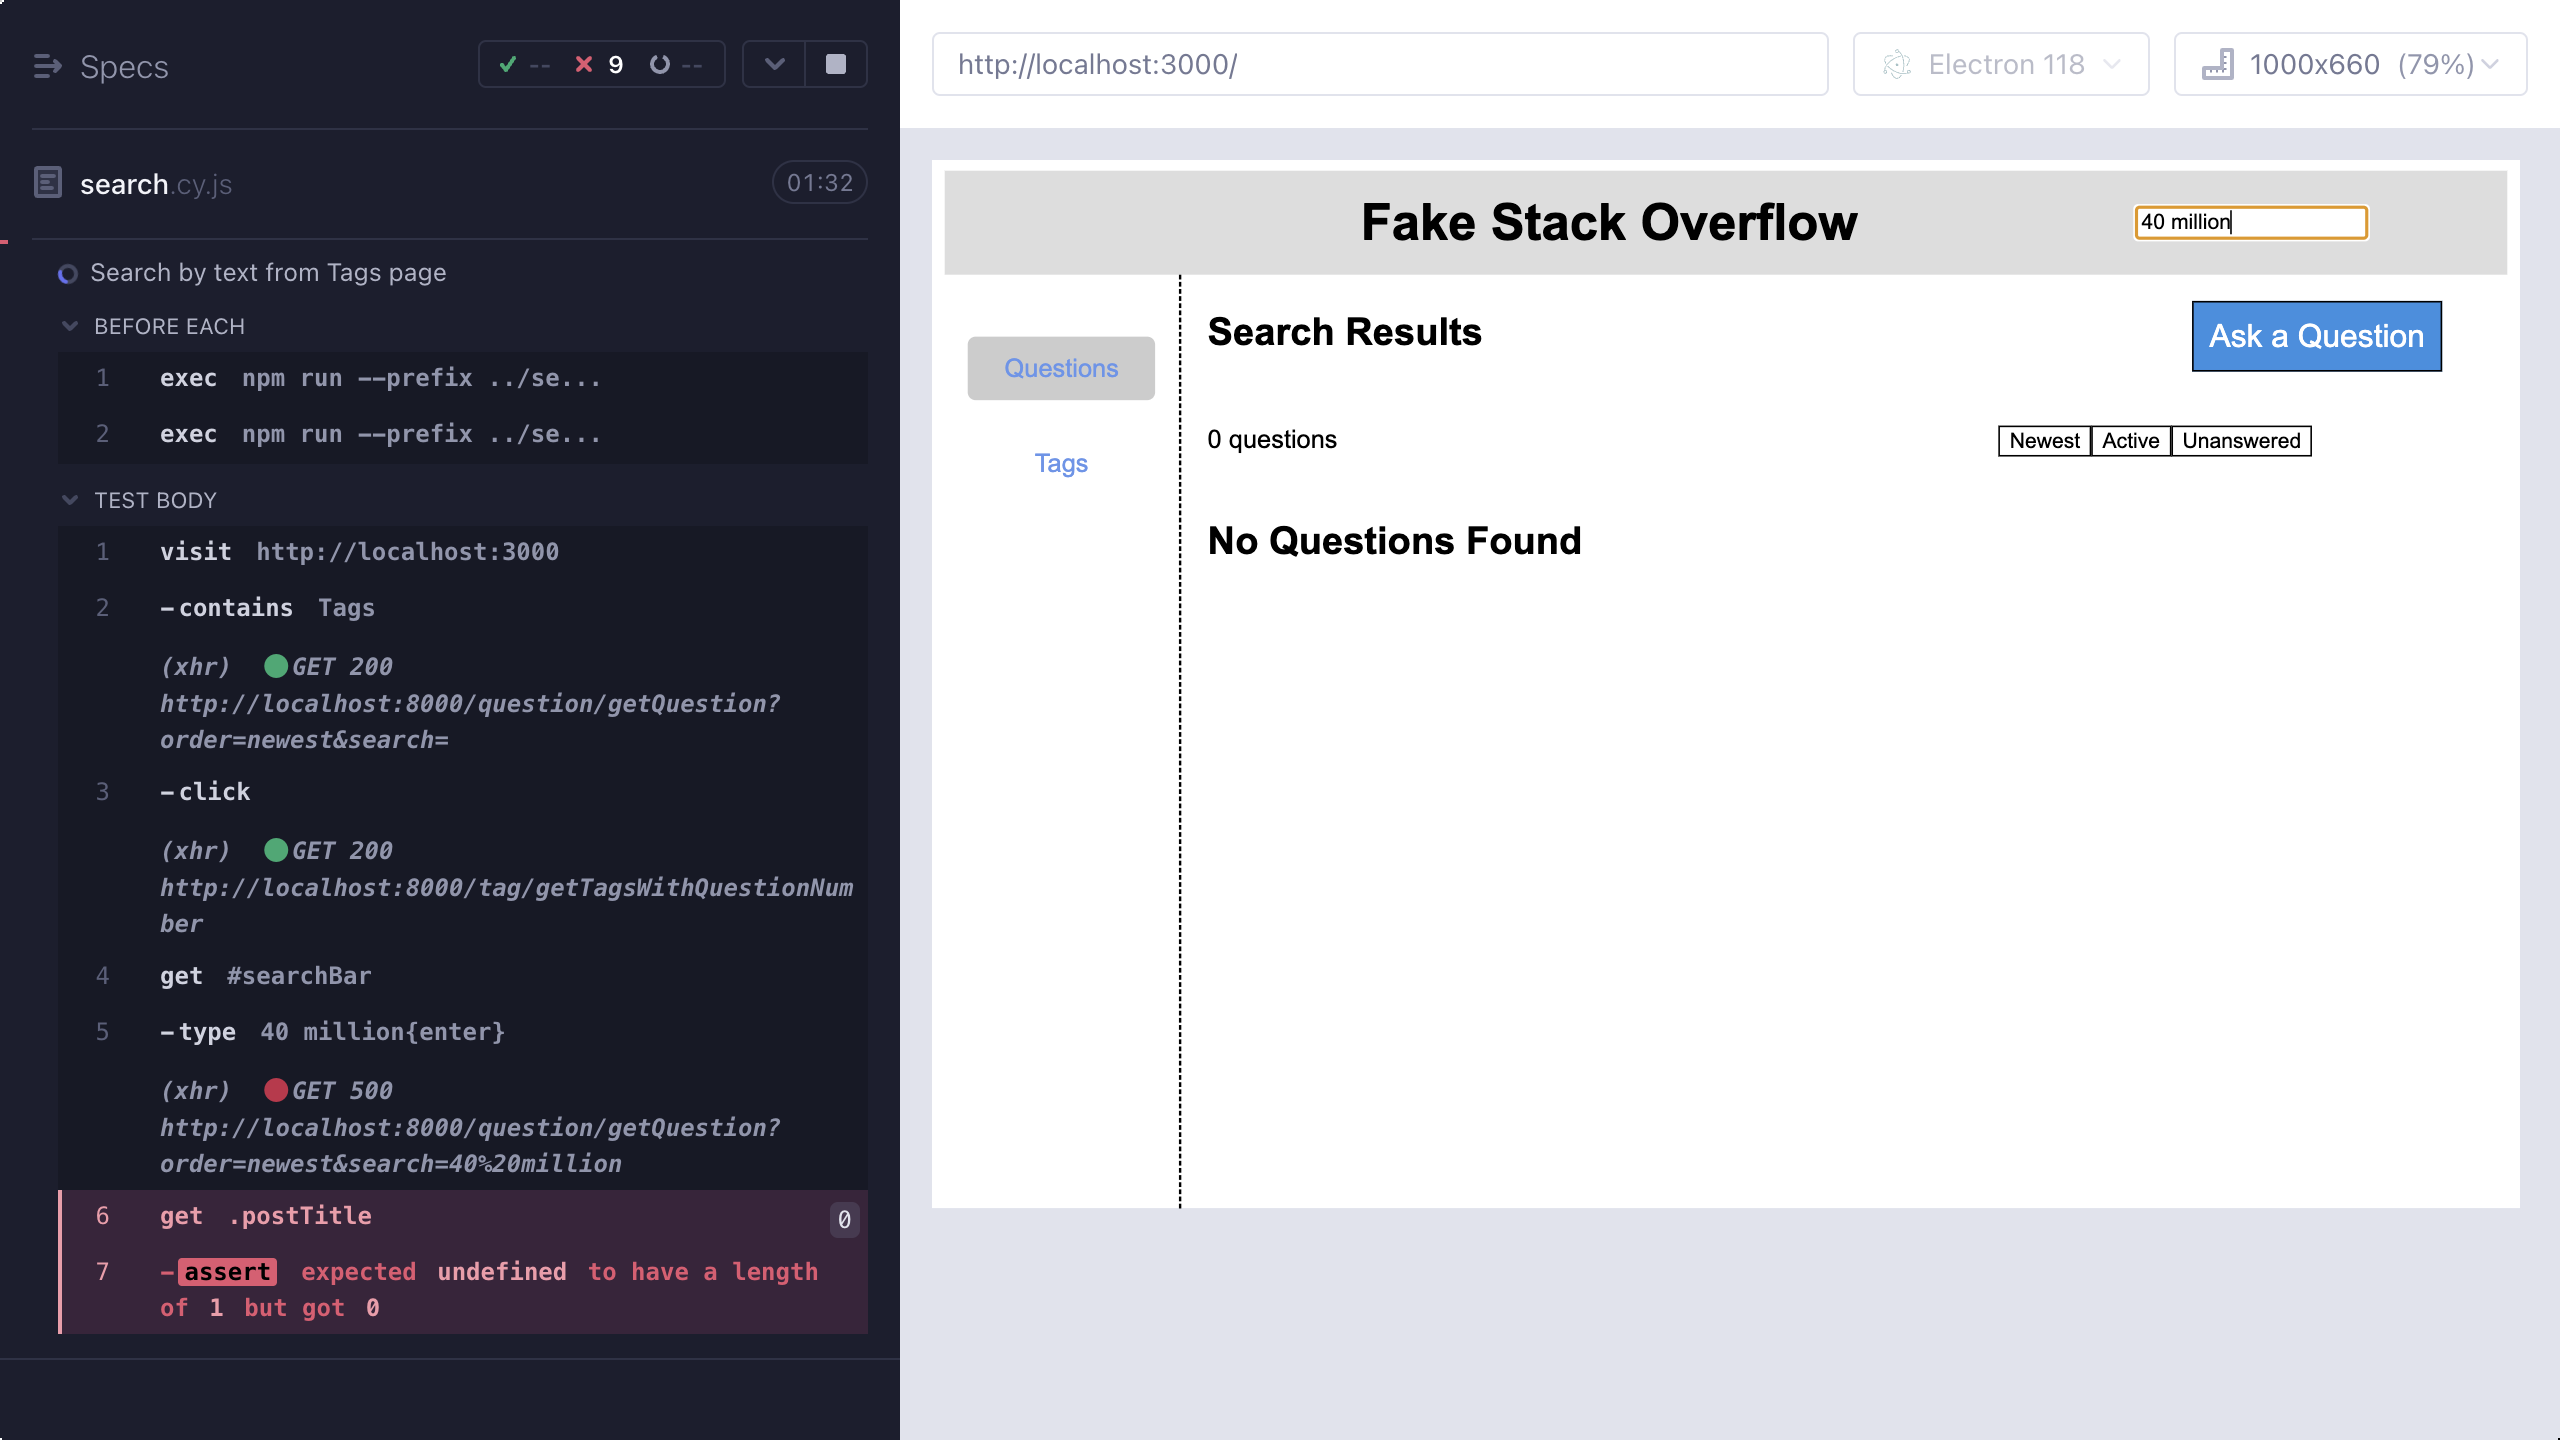 Specs
-- 9 --
search.cy.js
01:32
Search by text from Tags page
BEFORE EACH
1 exec npm run --prefix ../se...
2 exec npm run --prefix ../se...
TEST BODY
1 visit http://localhost:3000
2 -contains Tags
(xhr) GET 200
http://localhost:8000/question/getQuestion?
order=newest&search=
3 -click
(xhr) GET 200
http://localhost:8000/tag/getTagsWithQuestionNum
ber
4 get #searchBar
5 -type 40 million{enter}
(xhr) GET 500
http://localhost:8000/question/getQuestion?
order=newest&search=40%20million
6 get .postTitle 0
7 -assert expected undefined to have a length
of 1 but got 0
http://localhost:3000/
Electron 118
1000x660 (79%)
Fake Stack Overflow
40 million
Questions
Tags
Search Results
Ask a Question
0 questions
Newest Active Unanswered
No Questions Found